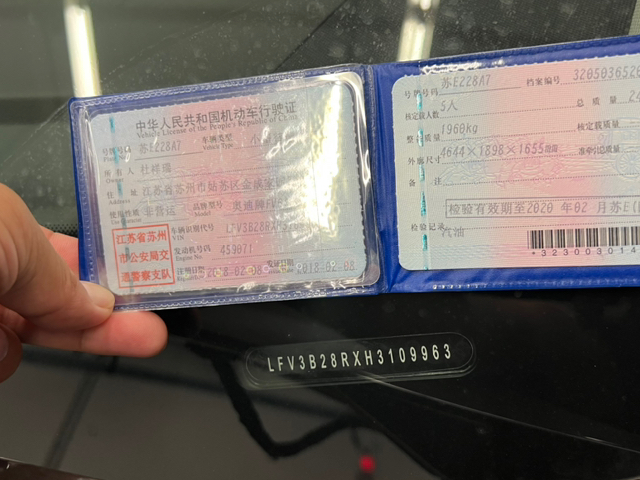 中华人民共和国机动车行驶证
Vehicle License of the People's Republic of China
号牌号码 苏E228A7 车辆类型
所有人
Owner
住址 江苏省苏州市姑苏区
使用性质 非营运 品牌型号 奥迪牌
Model
江苏省苏州
市公安局交
通警察支队
车辆识别代号
VIN
发动机号码 459071
Engine No.
注册日期 2018-02-08 发证日期 2018-02-08
号牌号码 苏E228A7 档案编号 3205036520
核定载人数 5人 总质量
整备质量 1960kg 核定载质量
外廓尺寸 4644×1898×1655mm 准牵引总质量
备注
检验有效期至2020年02月苏E(
检验记录
汽油
*323003014
LFV3B28RXH3109963